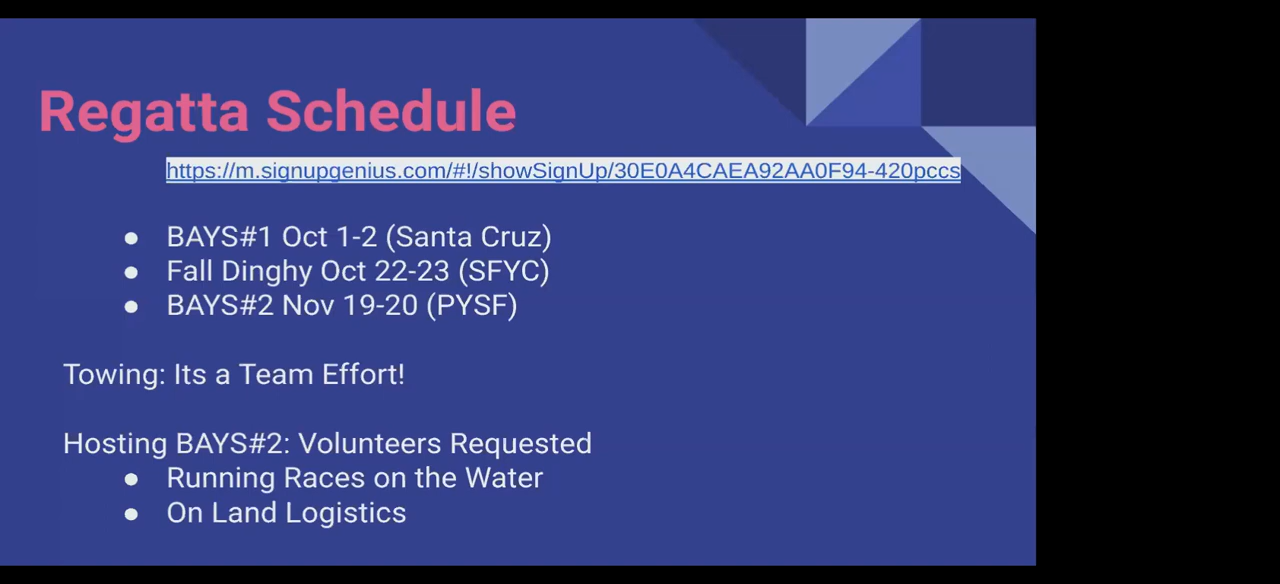 Regatta Schedule
https://m.signupgenius.com/#!/showSignUp/30E0A4CAEA92AA0F94-420pccs
● BAYS#1 Oct 1-2 (Santa Cruz)
● Fall Dinghy Oct 22-23 (SFYC)
● BAYS#2 Nov 19-20 (PYSF)
Towing: Its a Team Effort!
Hosting BAYS#2: Volunteers Requested
● Running Races on the Water
● On Land Logistics